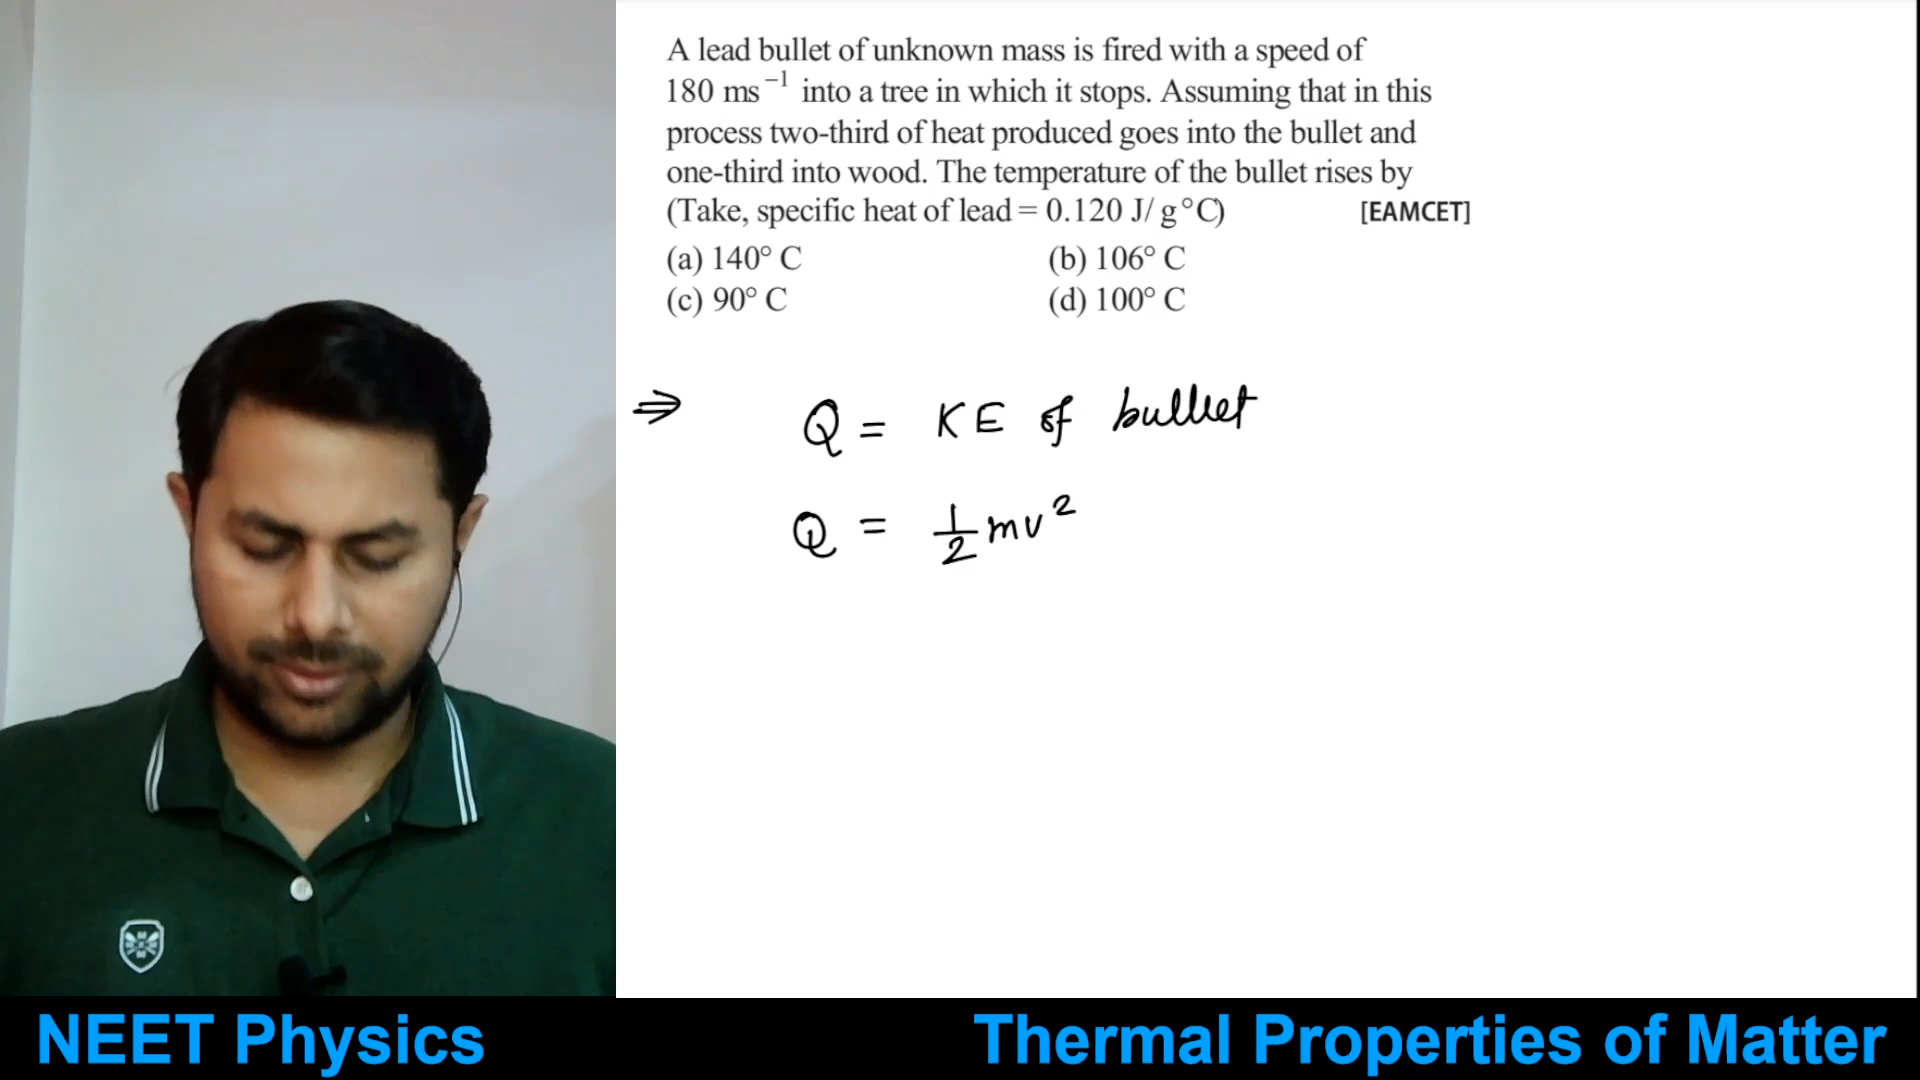 A lead bullet of unknown mass is fired with a speed of
180 ms⁻¹ into a tree in which it stops. Assuming that in this
process two-third of heat produced goes into the bullet and
one-third into wood. The temperature of the bullet rises by
(Take, specific heat of lead = 0.120 J/ g°C) [EAMCET]
(a) 140° C (b) 106° C
(c) 90° C (d) 100° C
⇒ Q = KE of bullet
Q = 1/2 mv²
NEET Physics Thermal Properties of Matter